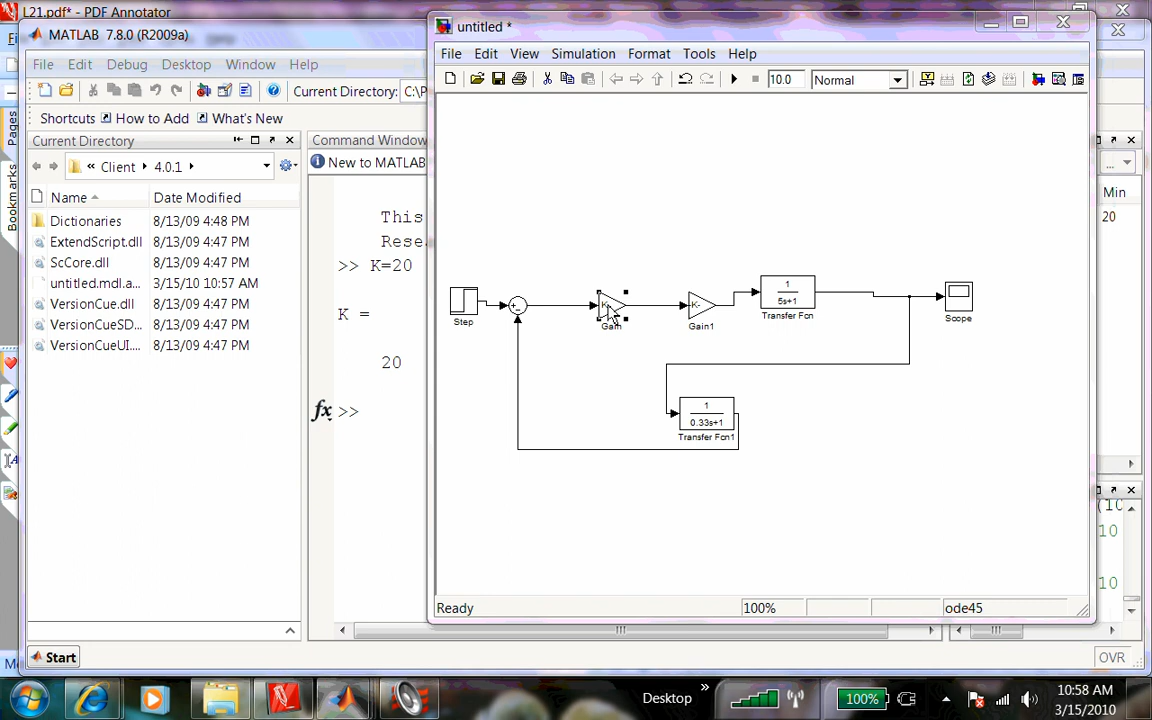 L21.pdf* - PDF Annotator
MATLAB 7.8.0 (R2009a)
File Edit Debug Desktop Window Help
Current Directory: C:\P
Shortcuts How to Add What's New
Current Directory
« Client 4.0.1
Name Date Modified
Dictionaries 8/13/09 4:48 PM
ExtendScript.dll 8/13/09 4:47 PM
ScCore.dll 8/13/09 4:47 PM
untitled.mdl.a... 3/15/10 10:57 AM
VersionCue.dll 8/13/09 4:47 PM
VersionCueSD... 8/13/09 4:47 PM
VersionCueUI.... 8/13/09 4:47 PM
Pages
Bookmarks
Command Window
New to MATLAB
This
Rese
>> K=20
K =
20
fx >>
untitled *
File Edit View Simulation Format Tools Help
10.0 Normal
Step
Gain
K-
Gain1
1
5s+1
Transfer Fcn
Scope
1
0.33s+1
Transfer Fcn1
Ready 100% ode45
...
Min
20
(10
10
10
Start
OVR
Desktop » 100% 10:58 AM
3/15/2010